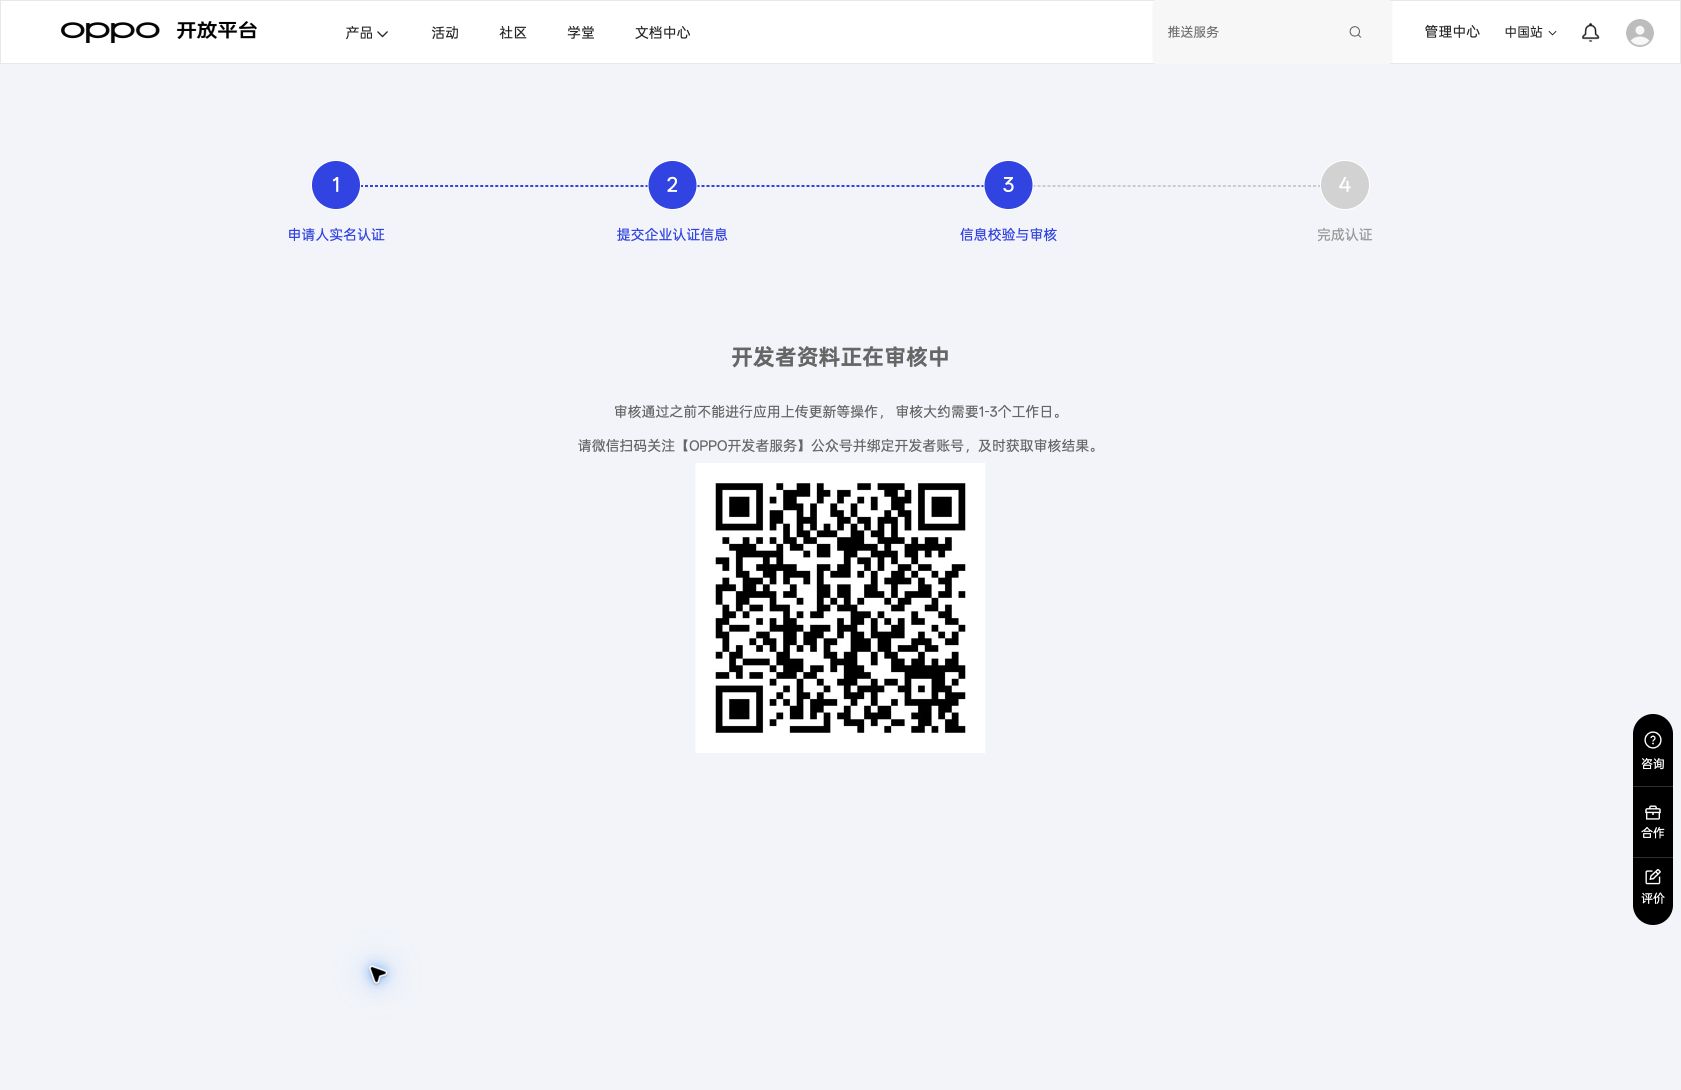 oppo 开放平台 产品 活动 社区 学堂 文档中心 推送服务 管理中心 中国站
1 2 3 4
申请人实名认证 提交企业认证信息 信息校验与审核 完成认证
开发者资料正在审核中
审核通过之前不能进行应用上传更新等操作， 审核大约需要1-3个工作日。
请微信扫码关注【OPPO开发者服务】公众号并绑定开发者账号，及时获取审核结果。
咨询
合作
评价